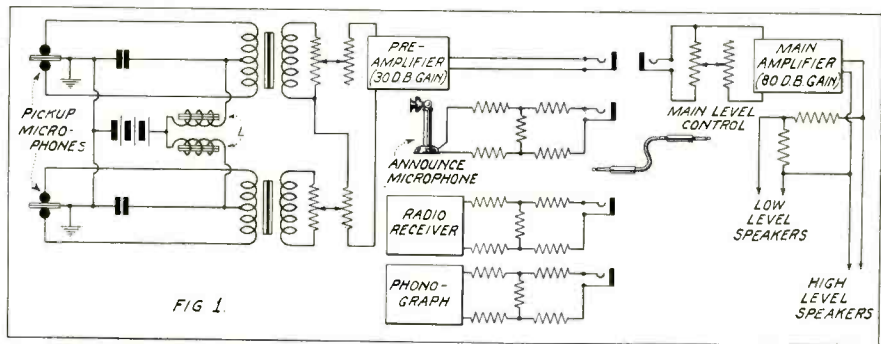 PICKUP
MICRO-
PHONES
L
PRE-
AMPLIFIER
(30 D.B. GAIN)
ANNOUNCE
MICROPHONE
RADIO
RECEIVER
PHONO-
GRAPH
MAIN
AMPLIFIER
(80 D.B. GAIN)
MAIN LEVEL
CONTROL
LOW
LEVEL
SPEAKERS
HIGH
LEVEL
SPEAKERS
FIG 1.